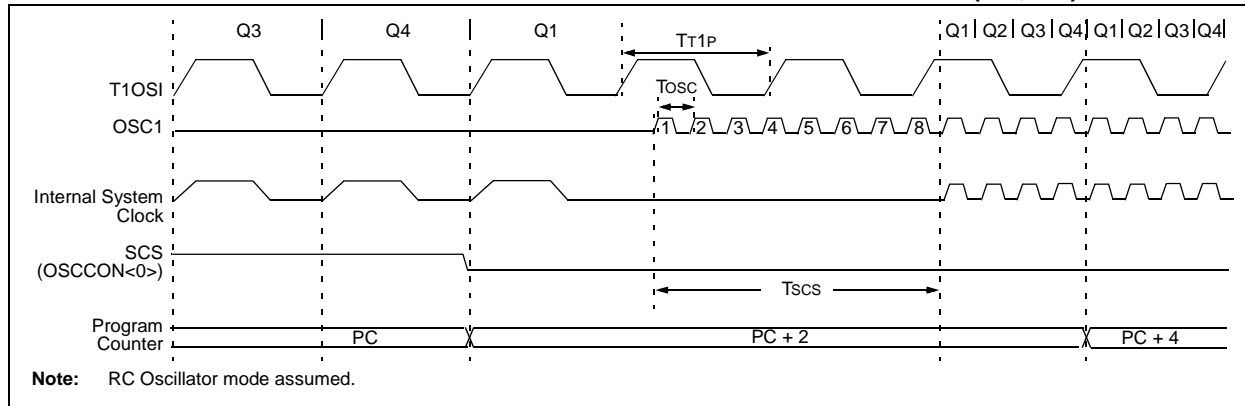 Q3 Q4 Q1 Q1 Q2 Q3 Q4 Q1 Q2 Q3 Q4
TT1P
T1OSI
TOSC
OSC1
1 2 3 4 5 6 7 8
Internal System
Clock
SCS
(OSCCON<0>)
TSCS
Program
Counter
PC PC + 2 PC + 4
Note: RC Oscillator mode assumed.